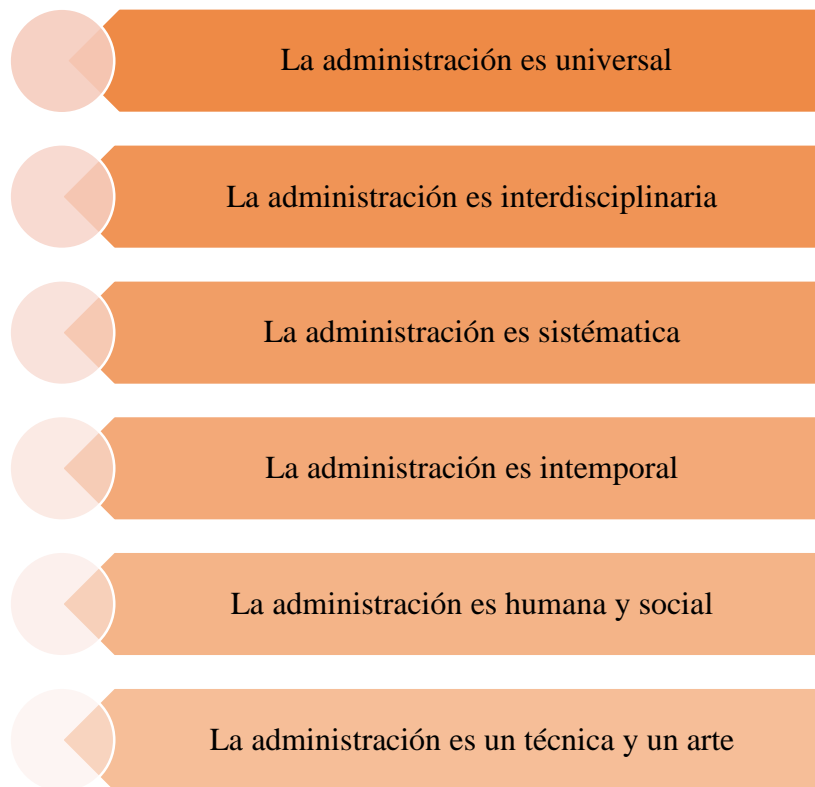 La administración es universal
La administración es interdisciplinaria
La administración es sistématica
La administración es intemporal
La administración es humana y social
La administración es un técnica y un arte